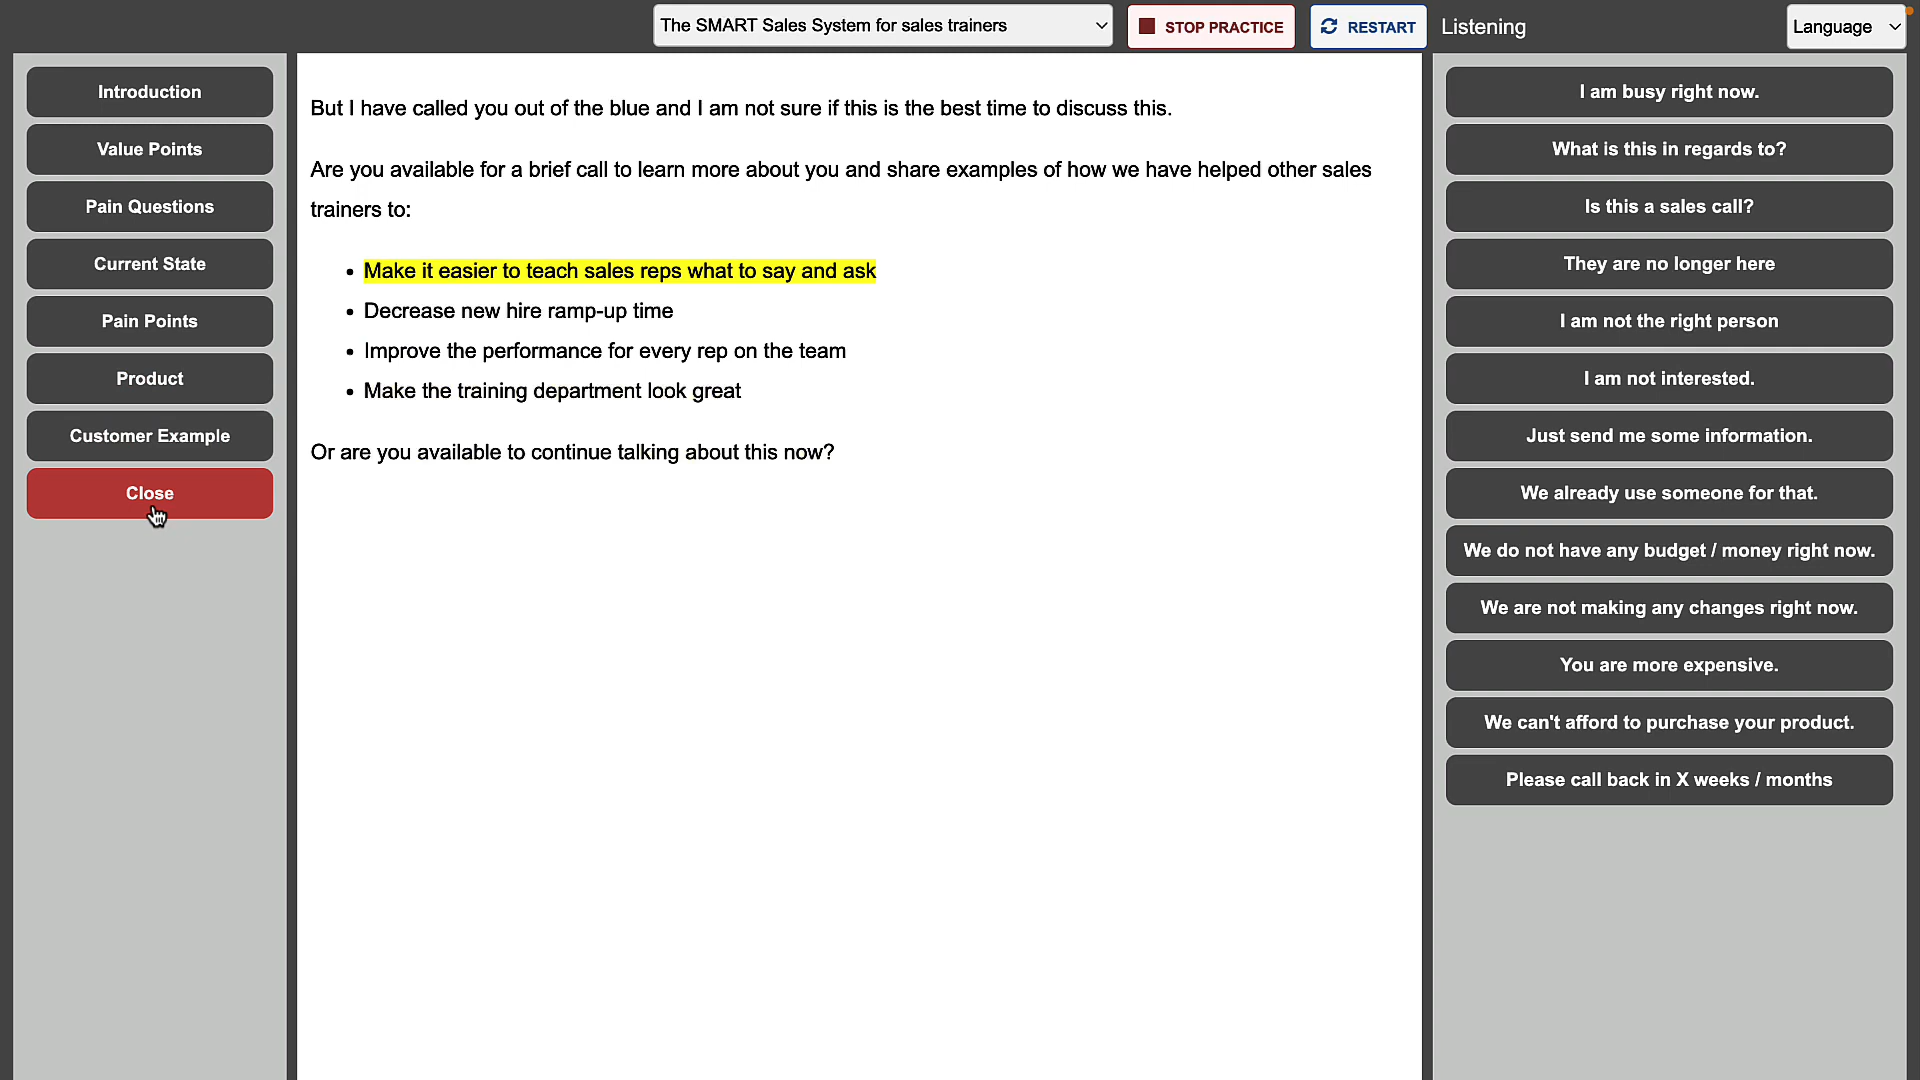 The SMART Sales System for sales trainers
STOP PRACTICE
RESTART
Listening
Language
Introduction
Value Points
Pain Questions
Current State
Pain Points
Product
Customer Example
Close
But I have called you out of the blue and I am not sure if this is the best time to discuss this.
Are you available for a brief call to learn more about you and share examples of how we have helped other sales
trainers to:
• Make it easier to teach sales reps what to say and ask
• Decrease new hire ramp-up time
• Improve the performance for every rep on the team
• Make the training department look great
Or are you available to continue talking about this now?
I am busy right now.
What is this in regards to?
Is this a sales call?
They are no longer here
I am not the right person
I am not interested.
Just send me some information.
We already use someone for that.
We do not have any budget / money right now.
We are not making any changes right now.
You are more expensive.
We can't afford to purchase your product.
Please call back in X weeks / months